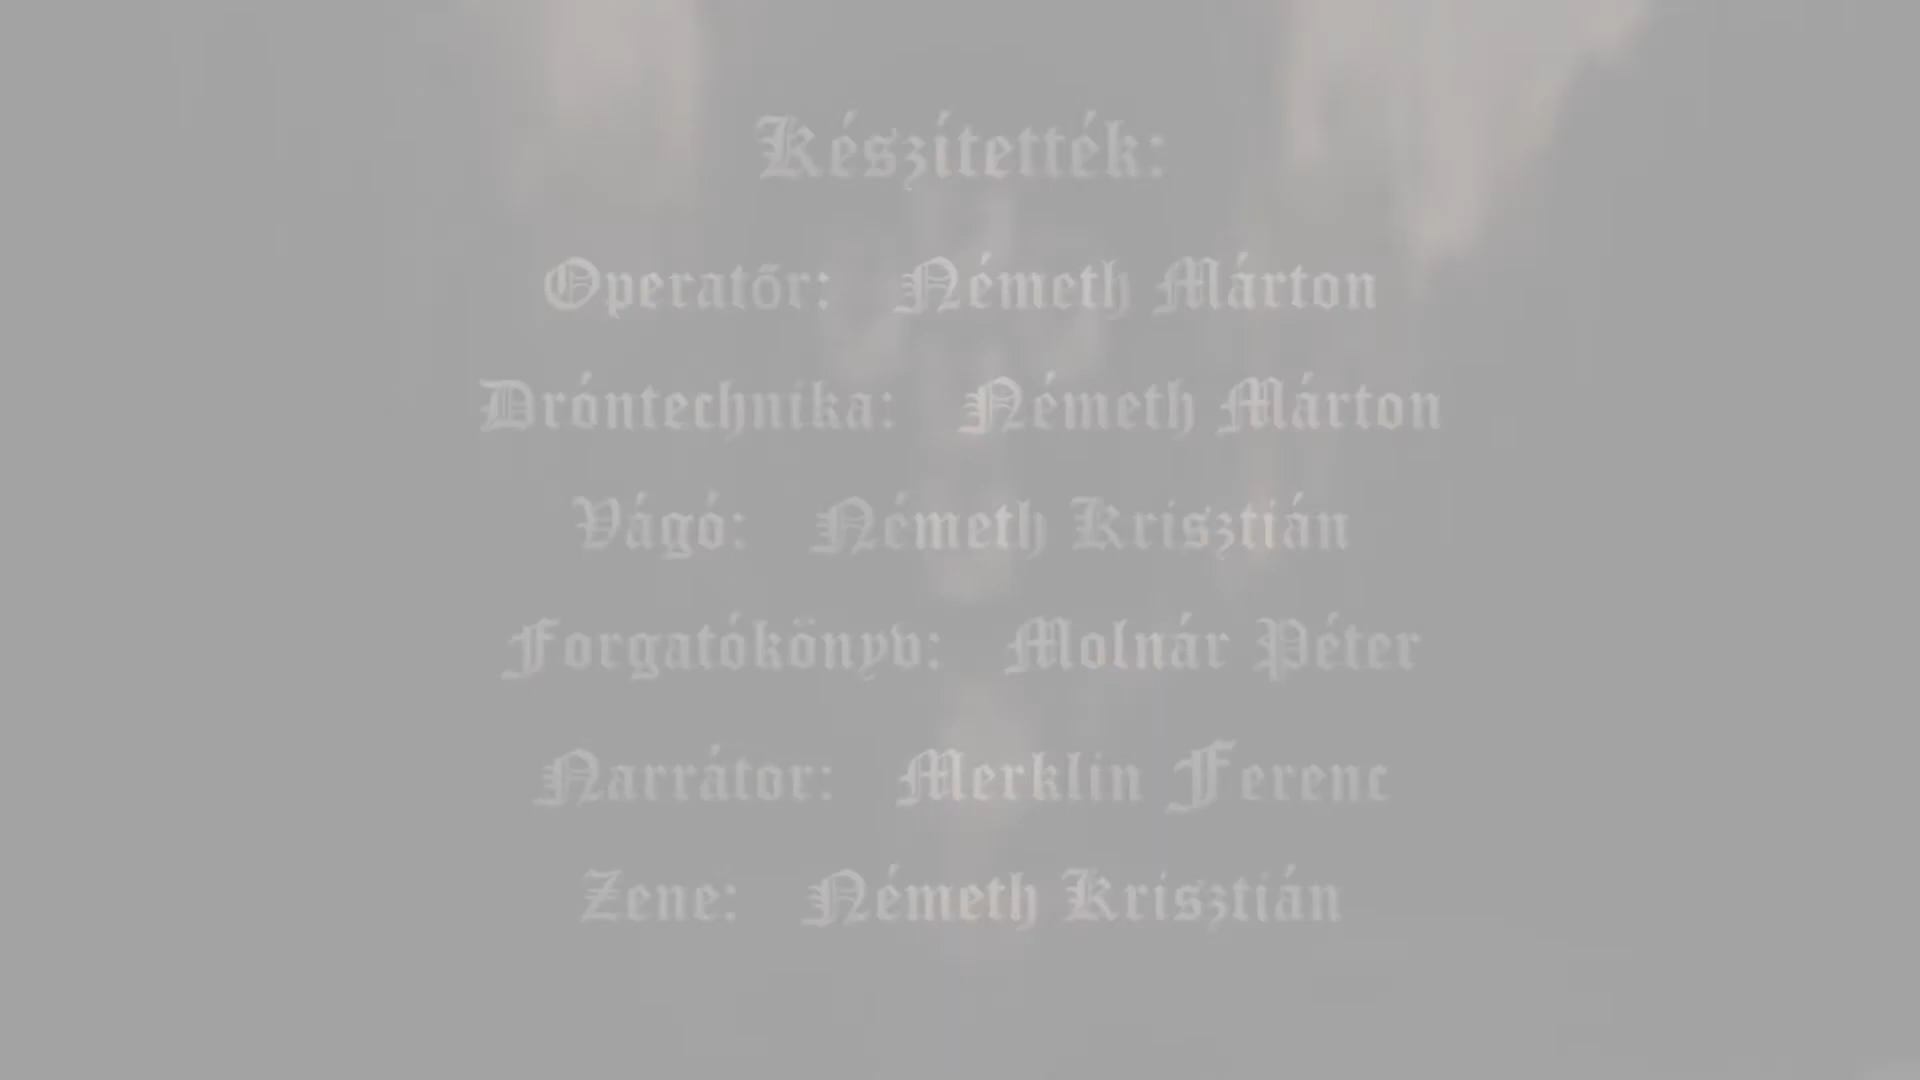 Készítették:
Operatőr: Németh Márton
Dróntechnika: Németh Márton
Vágó: Németh Krisztián
Forgatókönyv: Molnár Péter
Narrátor: Merklin Ferenc
Zene: Németh Krisztián